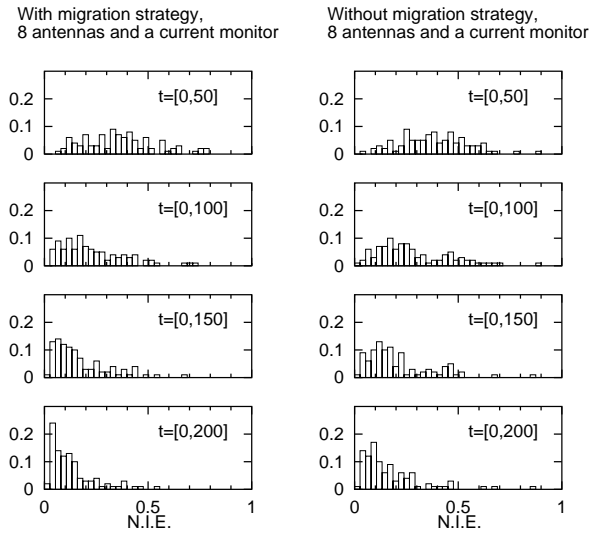 With migration strategy,
8 antennas and a current monitor
Without migration strategy,
8 antennas and a current monitor
0.2
0.1
0
t=[0,50]
0.2
0.1
0
t=[0,50]
0.2
0.1
0
t=[0,100]
0.2
0.1
0
t=[0,100]
0.2
0.1
0
t=[0,150]
0.2
0.1
0
t=[0,150]
0.2
0.1
0
t=[0,200]
0.2
0.1
0
t=[0,200]
0 0.5 1
N.I.E.
0 0.5 1
N.I.E.